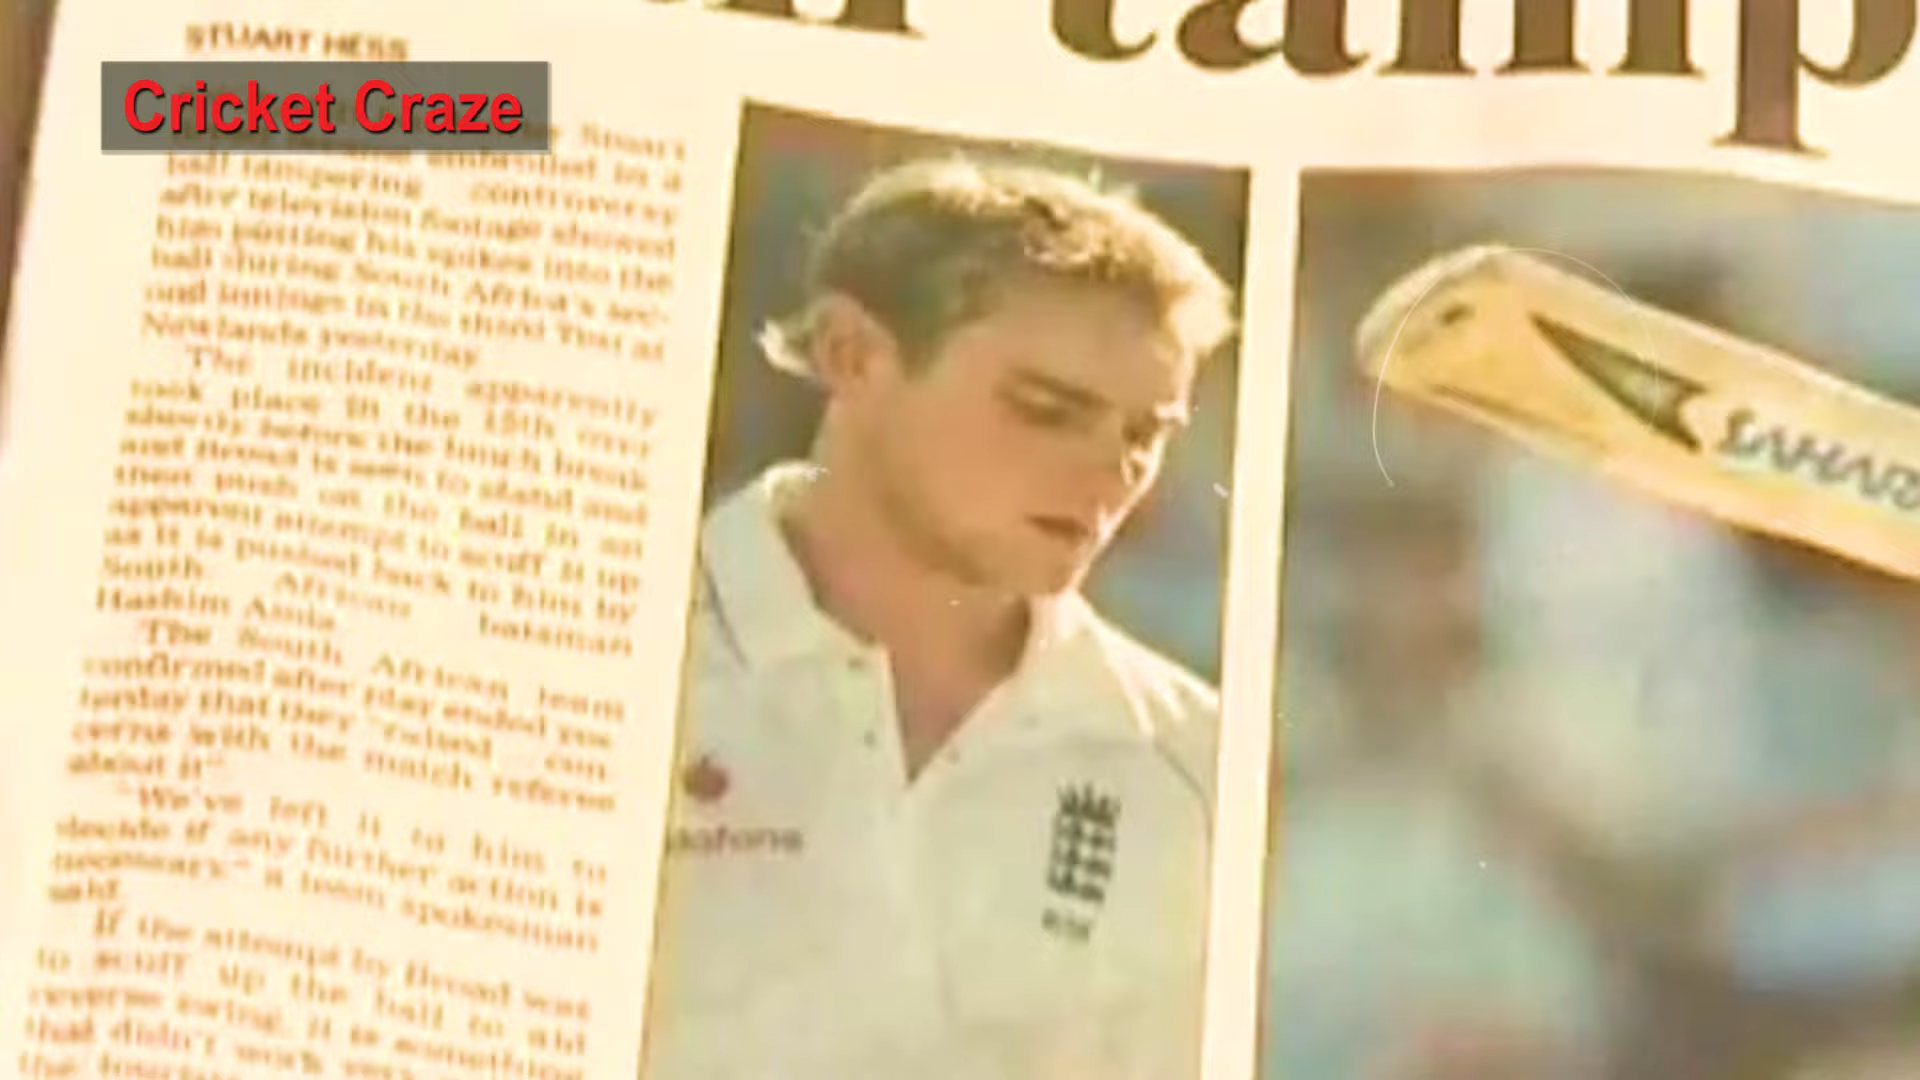 tamp
STUART HESS
Cricket Craze
Stuart
embroiled in a
ball tampering controversy
after television footage showed
him putting his spikes into the
ball during South Africa's sec-
ond innings in the third Test at
Newlands yesterday.
The incident apparently
took place in the 15th over
shortly before the lunch break
and Broad is seen to stand and
then push on the ball in an
apparent attempt to scuff it up
as it is pushed back to him by
South African batsman
Hashim Amla.
The South African team
confirmed after play ended yes-
terday that they "raised con-
cerns with the match referee
about it"
"We've left it to him to
decide if any further action is
necessary" a team spokesman
said.
If the attempt by Broad was
to scuff up the ball to aid
reverse swing, it is something
that didn't work
the
dafone
SAHAR